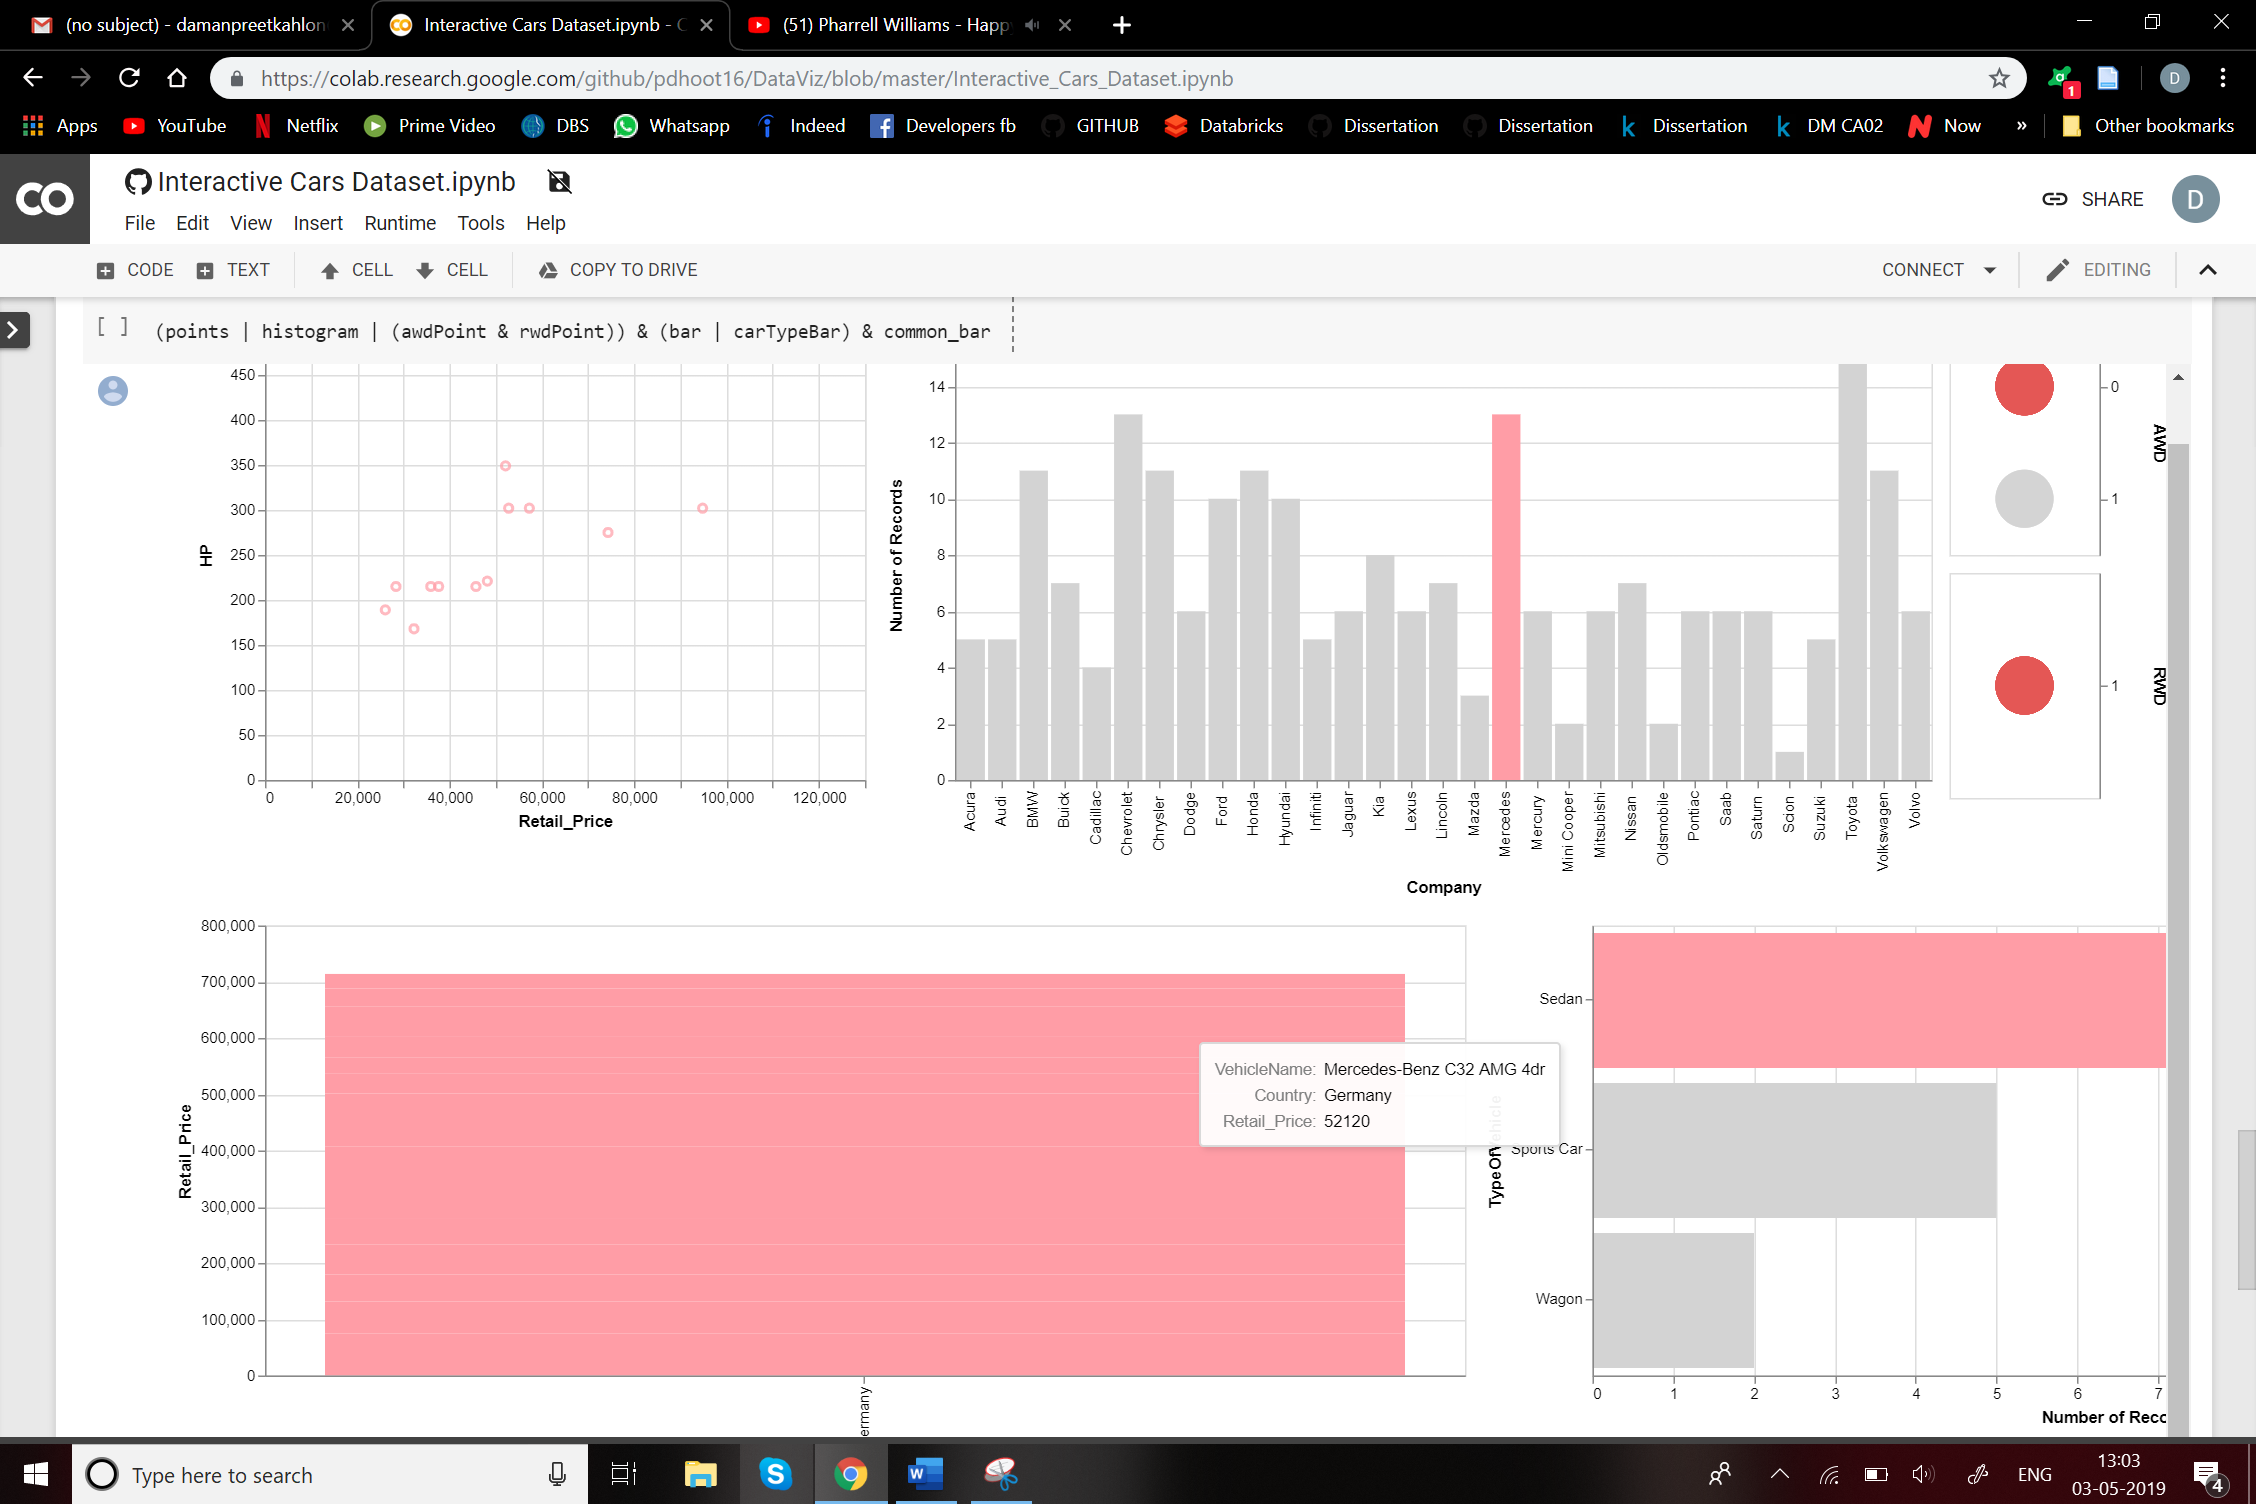 (no subject) - damanpreetkahlon
Interactive Cars Dataset.ipynb - C
(51) Pharrell Williams - Happy
https://colab.research.google.com/github/pdhoot16/DataViz/blob/master/Interactive_Cars_Dataset.ipynb
1
D
Apps YouTube Netflix Prime Video DBS Whatsapp Indeed Developers fb GITHUB Databricks Dissertation Dissertation Dissertation DM CA02 Now » Other bookmarks
CO
Interactive Cars Dataset.ipynb
SHARE
D
File Edit View Insert Runtime Tools Help
CODE TEXT CELL CELL COPY TO DRIVE CONNECT EDITING
[ ] (points | histogram | (awdPoint & rwdPoint)) & (bar | carTypeBar) & common_bar
450
400
350
300
250
200
150
100
50
0
HP
0 20,000 40,000 60,000 80,000 100,000 120,000
Retail_Price
14
12
10
8
6
4
2
0
Number of Records
Acura Audi BMW Buick Cadillac Chevrolet Chrysler Dodge Ford Honda Hyundai Infiniti Jaguar Kia Lexus Lincoln Mazda Mercedes Mercury Mini Cooper Mitsubishi Nissan Oldsmobile Pontiac Saab Saturn Scion Suzuki Toyota Volkswagen Volvo
Company
0
1
AWD
1
RWD
800,000
700,000
600,000
500,000
400,000
300,000
200,000
100,000
0
Retail_Price
ermany
VehicleName: Mercedes-Benz C32 AMG 4dr
Country: Germany
Retail_Price: 52120
TypeOfVehicle
Sedan
Sports Car
Wagon
0 1 2 3 4 5 6 7
Number of Recc
Type here to search
W
ENG
13:03
03-05-2019
4